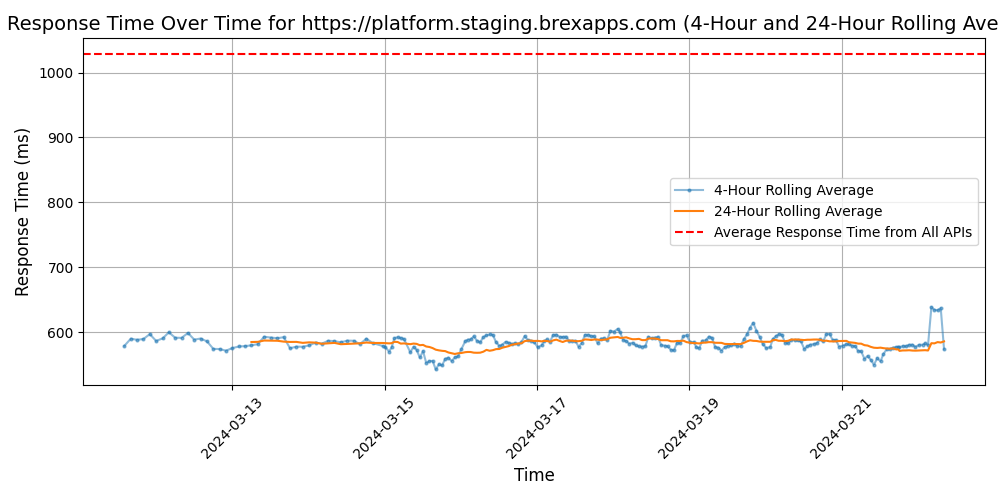 Response Time Over Time for https://platform.staging.brexapps.com (4-Hour and 24-Hour Rolling Ave
Response Time (ms)
1000
900
800
700
600
4-Hour Rolling Average
24-Hour Rolling Average
Average Response Time from All APIs
2024-03-13
2024-03-15
2024-03-17
2024-03-19
2024-03-21
Time